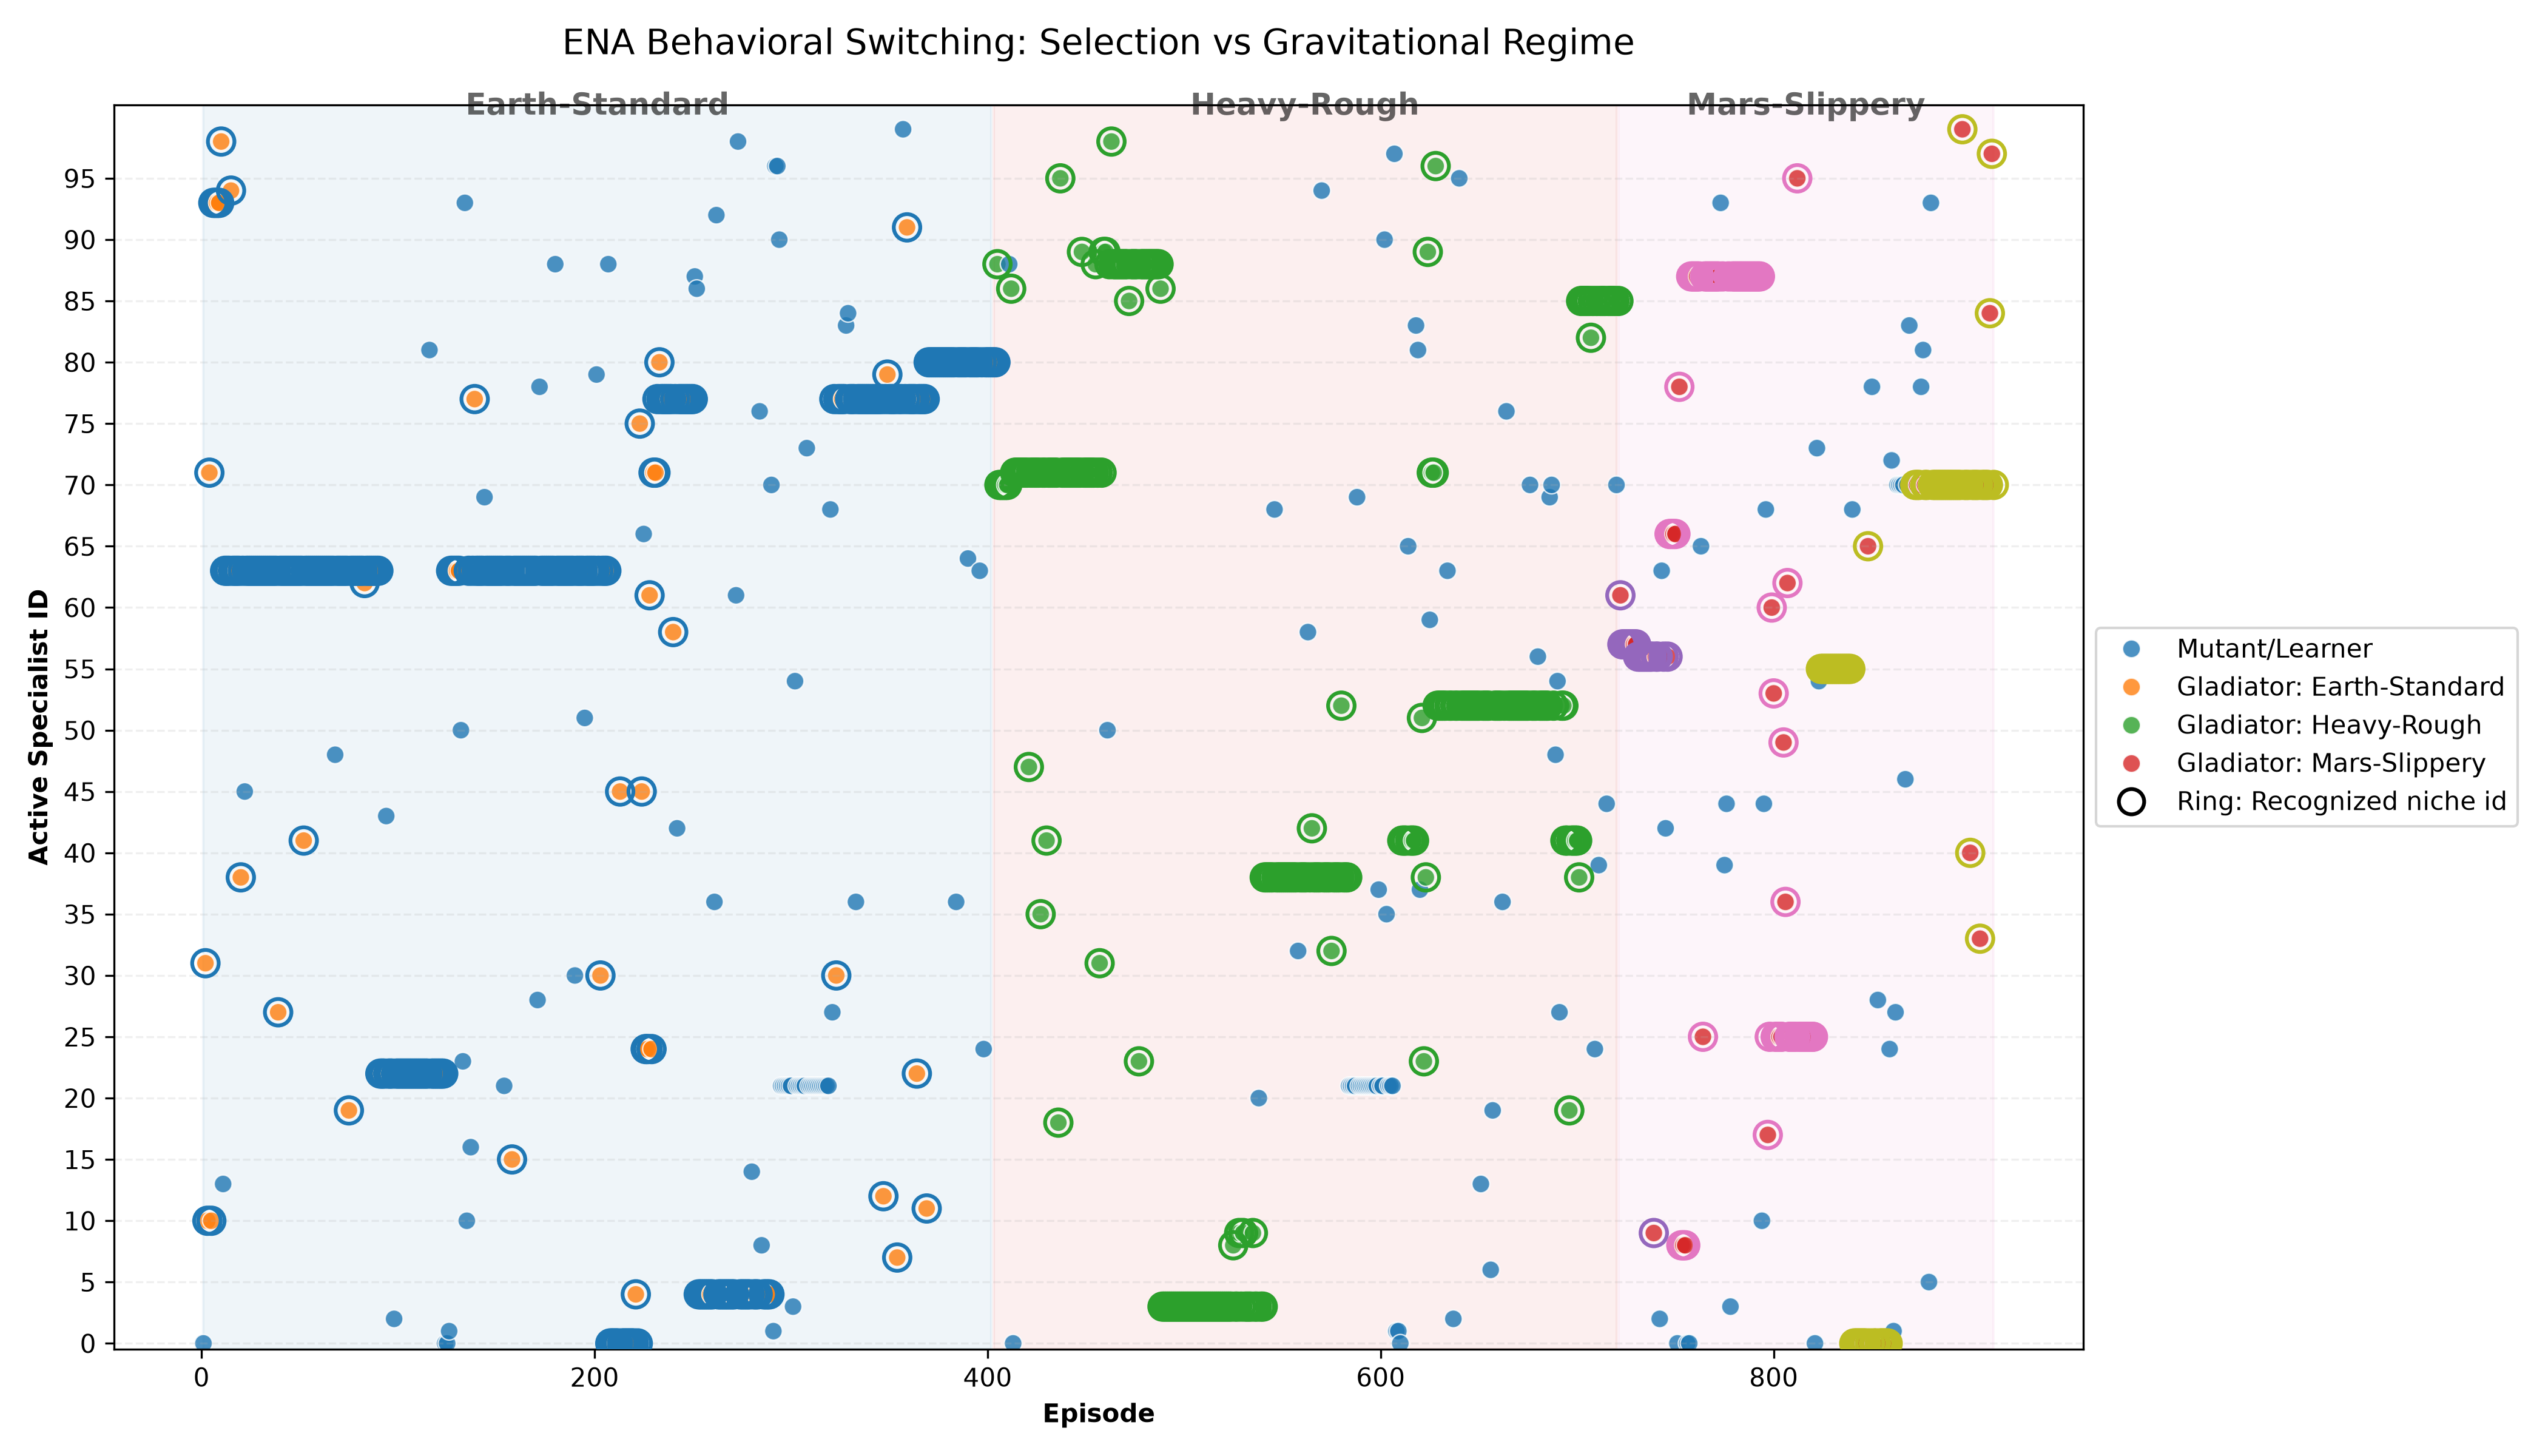 ENA Behavioral Switching: Selection vs Gravitational Regime
Earth-Standard Heavy-Rough Mars-Slippery
95
90
85
80
75
70
65
60
55
50
45
40
35
30
25
20
15
10
5
0
Active Specialist ID
0 200 400 600 800
Episode
Mutant/Learner
Gladiator: Earth-Standard
Gladiator: Heavy-Rough
Gladiator: Mars-Slippery
Ring: Recognized niche id